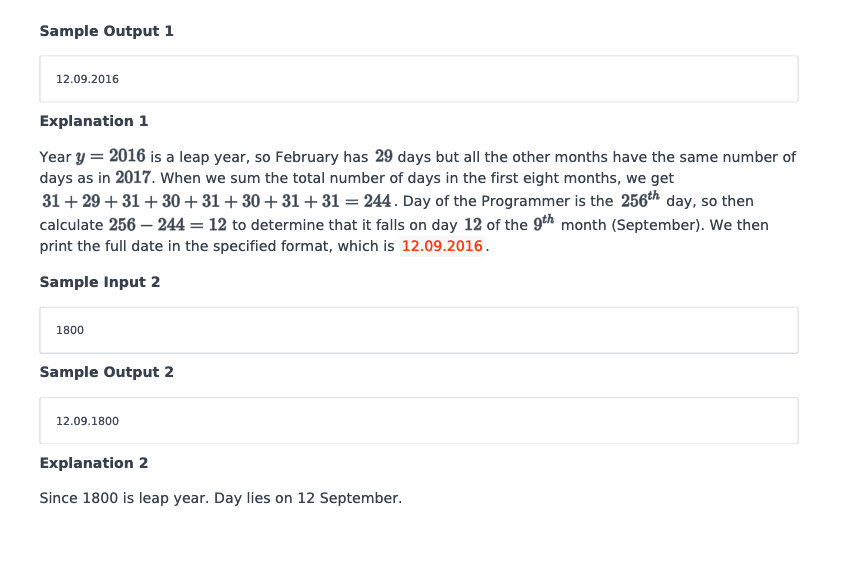 Sample Output 1
12.09.2016
Explanation 1
Year y = 2016 is a leap year, so February has 29 days but all the other months have the same number of
days as in 2017. When we sum the total number of days in the first eight months, we get
31 + 29 + 31 + 30 + 31 + 30 + 31 + 31 = 244. Day of the Programmer is the 256th day, so then
calculate 256 − 244 = 12 to determine that it falls on day 12 of the 9th month (September). We then
print the full date in the specified format, which is 12.09.2016.
Sample Input 2
1800
Sample Output 2
12.09.1800
Explanation 2
Since 1800 is leap year. Day lies on 12 September.